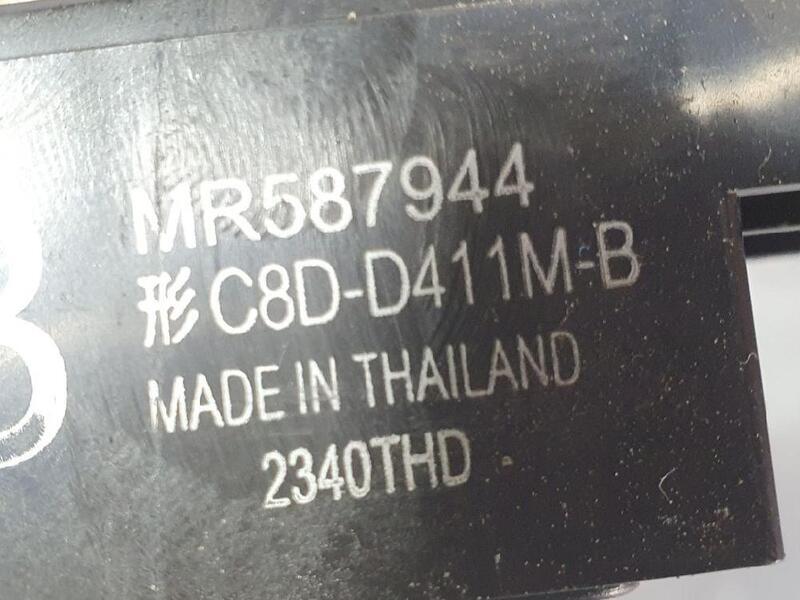 MR587944
形C8D-D411M-B
MADE IN THAILAND
2340THD